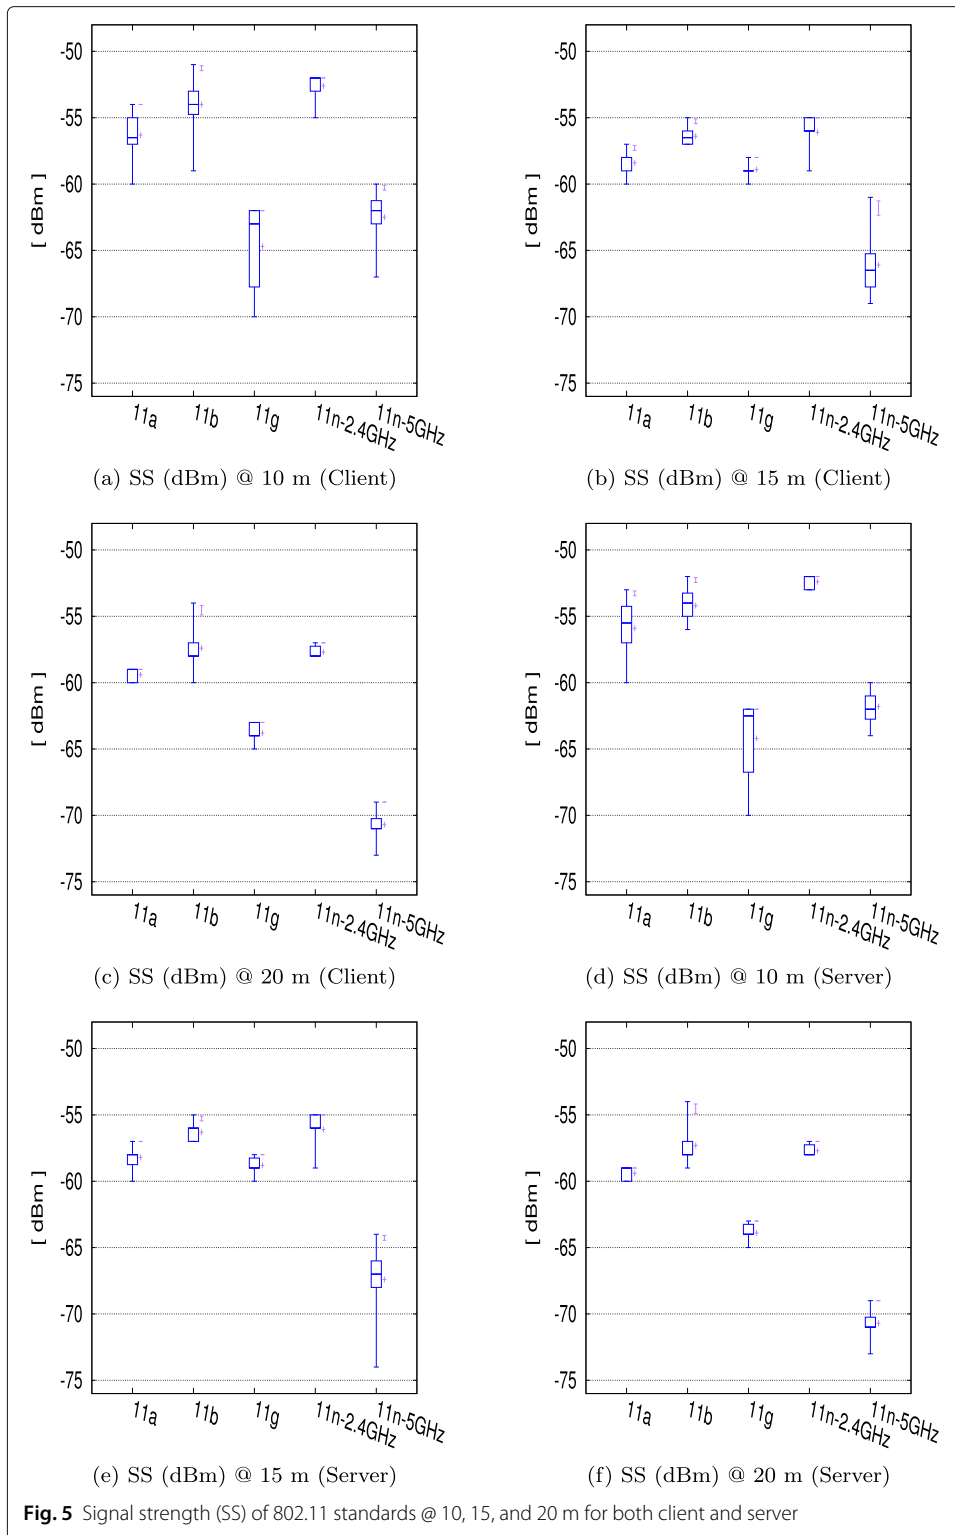 -50
-55
-60
-65
-70
-75
[ dBm ]
11a
11b
11g
11n-2.4GHz
11n-5GHz
(a) SS (dBm) @ 10 m (Client)
-50
-55
-60
-65
-70
-75
[ dBm ]
11a
11b
11g
11n-2.4GHz
11n-5GHz
(b) SS (dBm) @ 15 m (Client)
-50
-55
-60
-65
-70
-75
[ dBm ]
11a
11b
11g
11n-2.4GHz
11n-5GHz
(c) SS (dBm) @ 20 m (Client)
-50
-55
-60
-65
-70
-75
[ dBm ]
11a
11b
11g
11n-2.4GHz
11n-5GHz
(d) SS (dBm) @ 10 m (Server)
-50
-55
-60
-65
-70
-75
[ dBm ]
11a
11b
11g
11n-2.4GHz
11n-5GHz
(e) SS (dBm) @ 15 m (Server)
-50
-55
-60
-65
-70
-75
[ dBm ]
11a
11b
11g
11n-2.4GHz
11n-5GHz
(f) SS (dBm) @ 20 m (Server)
Fig. 5 Signal strength (SS) of 802.11 standards @ 10, 15, and 20 m for both client and server